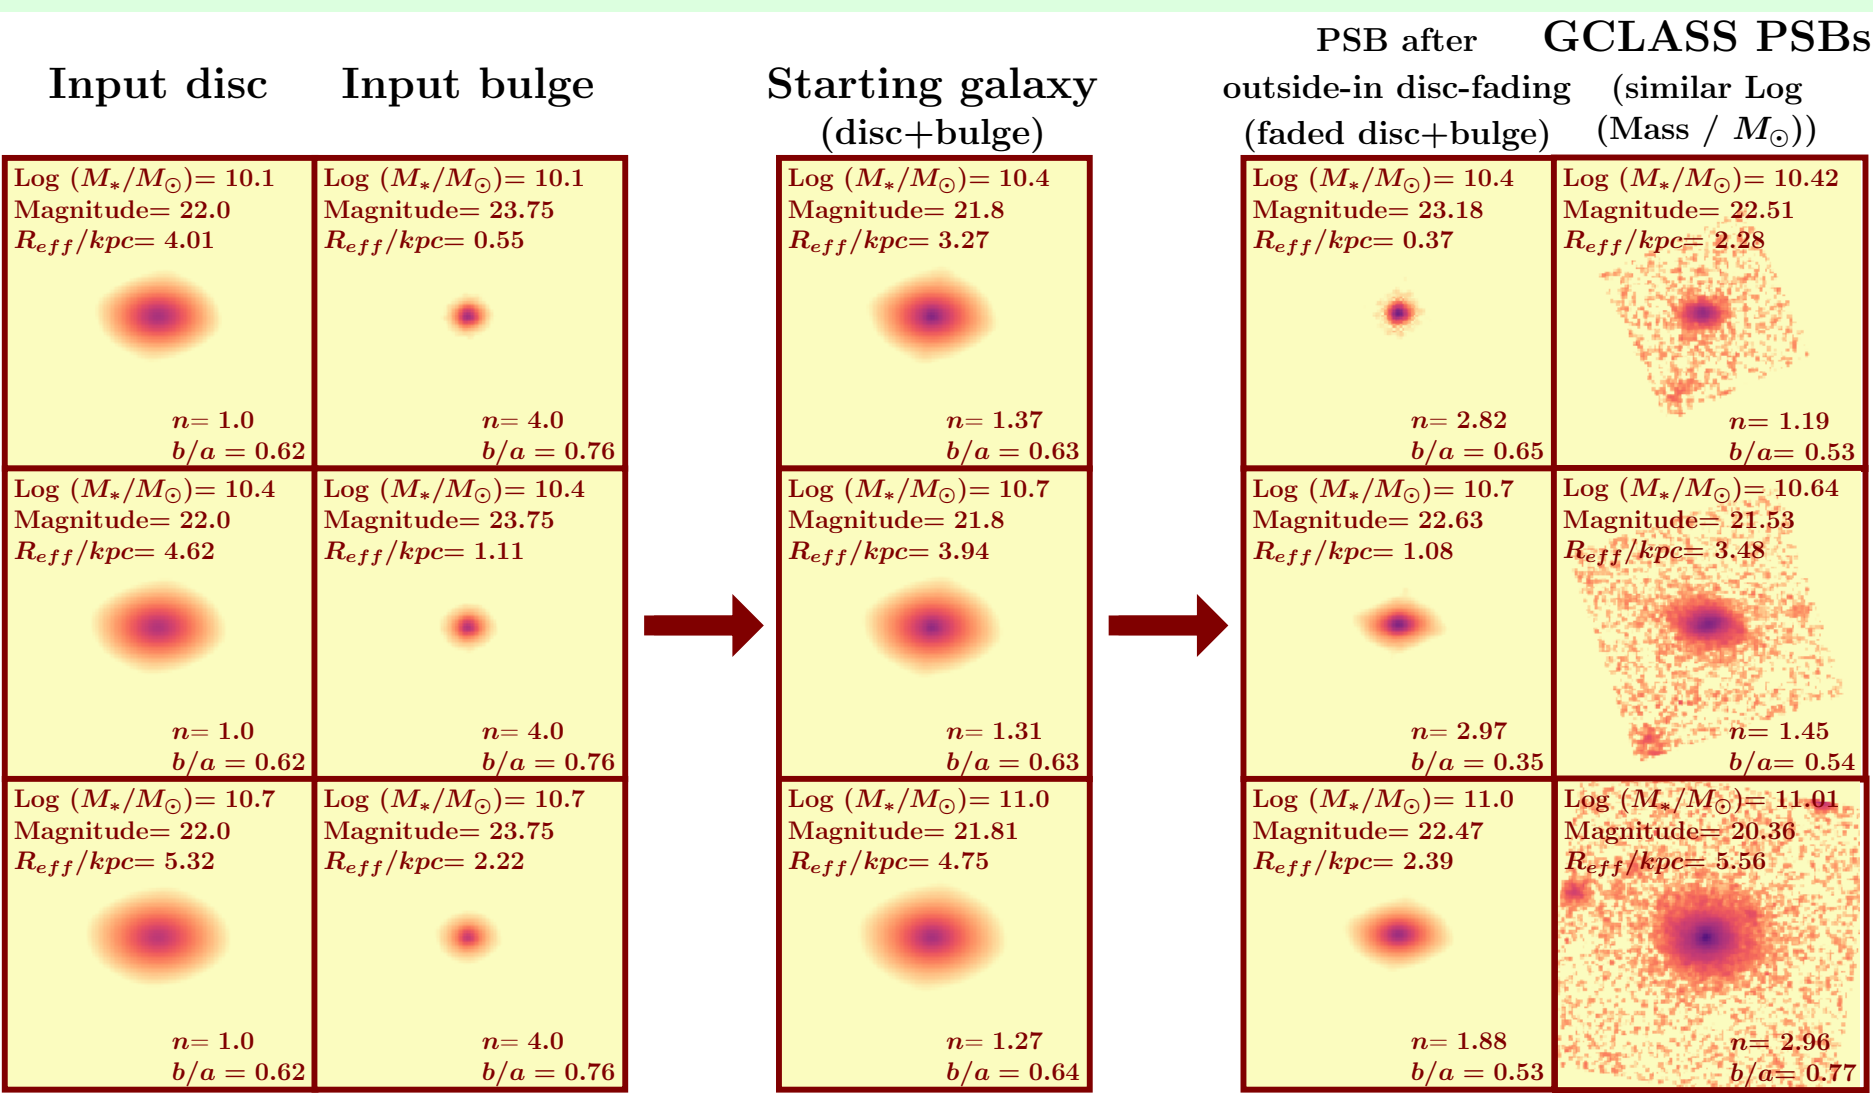 Input disc
Input bulge
Starting galaxy
(disc+bulge)
PSB after
outside-in disc-fading
(faded disc+bulge)
GCLASS PSBs
(similar Log
(Mass / M⊙))
Log (M*/M⊙)= 10.1
Magnitude= 22.0
Reff/kpc= 4.01
n= 1.0
b/a = 0.62
Log (M*/M⊙)= 10.1
Magnitude= 23.75
Reff/kpc= 0.55
n= 4.0
b/a = 0.76
Log (M*/M⊙)= 10.4
Magnitude= 21.8
Reff/kpc= 3.27
n= 1.37
b/a = 0.63
Log (M*/M⊙)= 10.4
Magnitude= 23.18
Reff/kpc= 0.37
n= 2.82
b/a = 0.65
Log (M*/M⊙)= 10.42
Magnitude= 22.51
Reff/kpc= 2.28
n= 1.19
b/a= 0.53
Log (M*/M⊙)= 10.4
Magnitude= 22.0
Reff/kpc= 4.62
n= 1.0
b/a = 0.62
Log (M*/M⊙)= 10.4
Magnitude= 23.75
Reff/kpc= 1.11
n= 4.0
b/a = 0.76
Log (M*/M⊙)= 10.7
Magnitude= 21.8
Reff/kpc= 3.94
n= 1.31
b/a = 0.63
Log (M*/M⊙)= 10.7
Magnitude= 22.63
Reff/kpc= 1.08
n= 2.97
b/a = 0.35
Log (M*/M⊙)= 10.64
Magnitude= 21.53
Reff/kpc= 3.48
n= 1.45
b/a= 0.54
Log (M*/M⊙)= 10.7
Magnitude= 22.0
Reff/kpc= 5.32
n= 1.0
b/a = 0.62
Log (M*/M⊙)= 10.7
Magnitude= 23.75
Reff/kpc= 2.22
n= 4.0
b/a = 0.76
Log (M*/M⊙)= 11.0
Magnitude= 21.81
Reff/kpc= 4.75
n= 1.27
b/a = 0.64
Log (M*/M⊙)= 11.0
Magnitude= 22.47
Reff/kpc= 2.39
n= 1.88
b/a = 0.53
Log (M*/M⊙)= 11.01
Magnitude= 20.36
Reff/kpc= 5.56
n= 2.96
b/a= 0.77